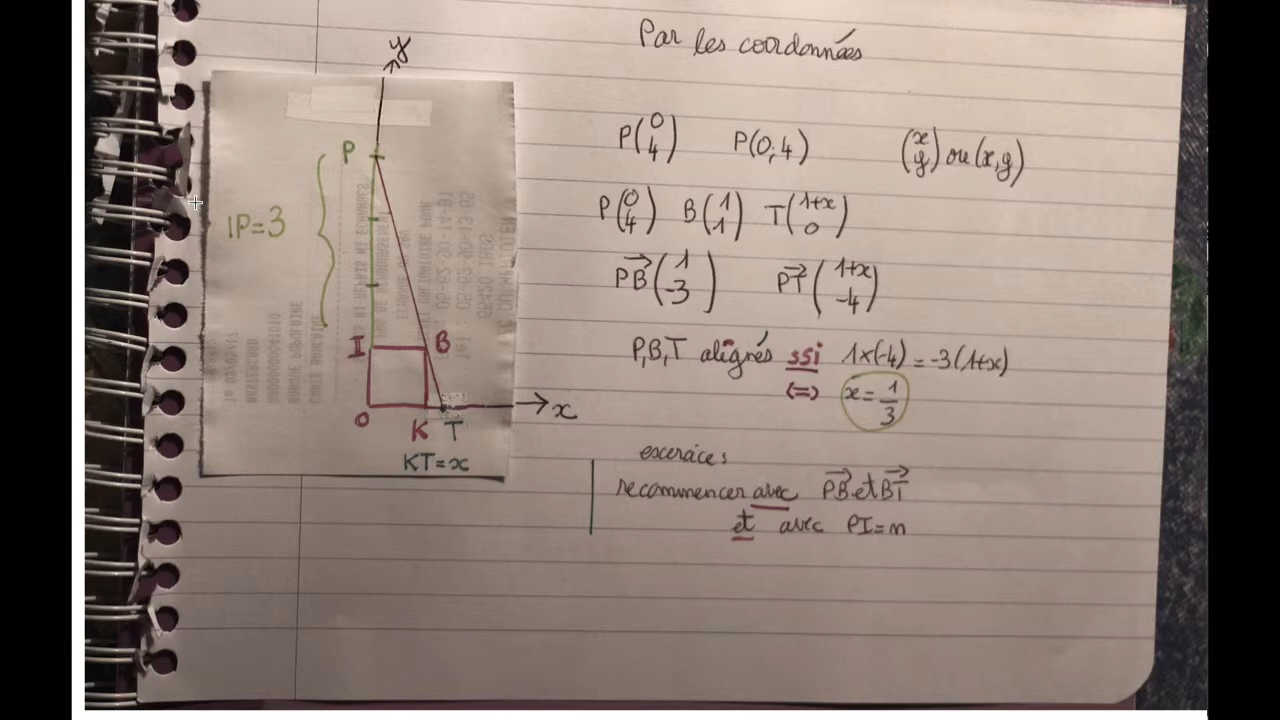 Par les coordonnées
y
P
IP=3
I
B
O
K
T
x
KT=x
P(0 4) P(0;4) (x y) ou (x,y)
P(0 4) B(1 1) T(1+x 0)
PB(1 -3) PT(1+x -4)
P,B,T alignés ssi 1x(-4) = -3(1+x)
(=) x = 1/3
exercice:
recommencer avec PB et BT
et avec PI=n